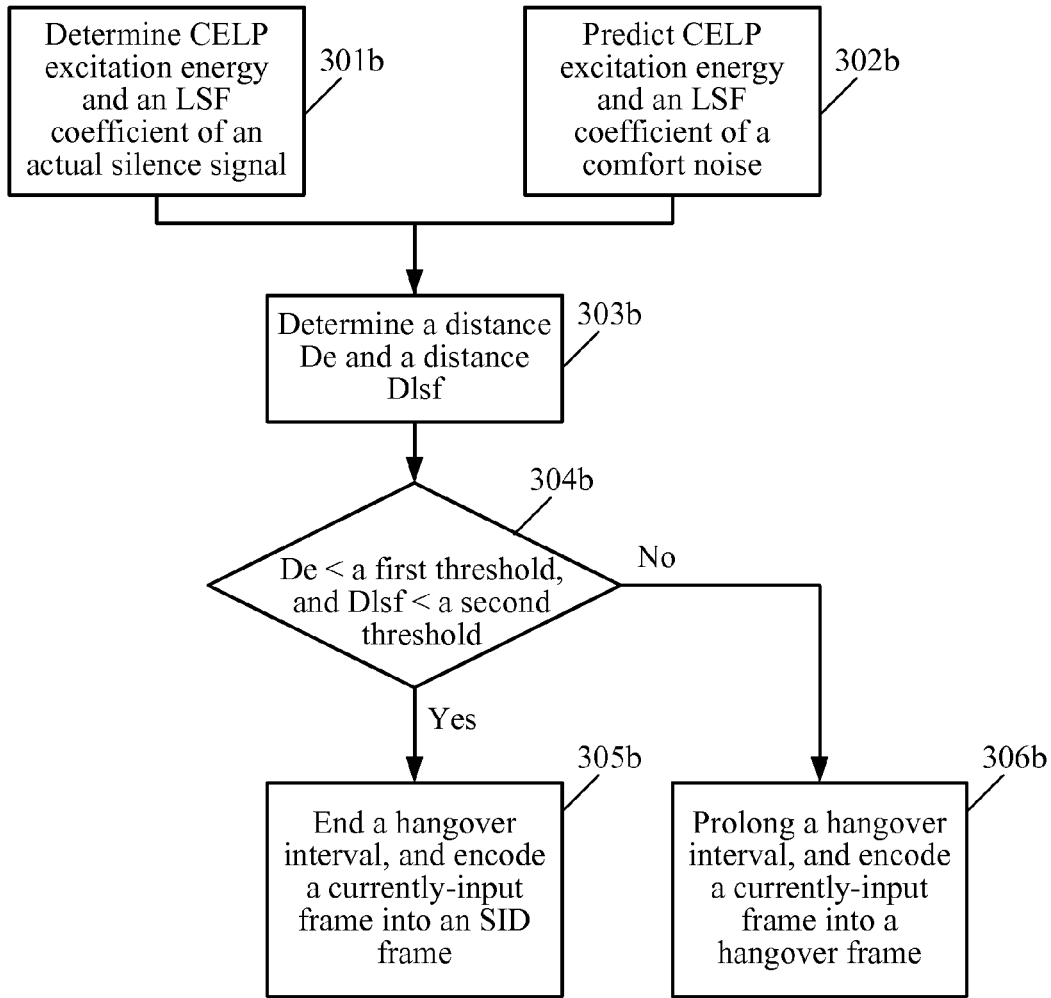 Determine CELP
excitation energy
and an LSF
coefficient of an
actual silence signal
301b
Predict CELP
excitation energy
and an LSF
coefficient of a
comfort noise
302b
Determine a distance
De and a distance
Dlsf
303b
304b
De < a first threshold,
and Dlsf < a second
threshold
No
Yes
305b
End a hangover
interval, and encode
a currently-input
frame into an SID
frame
306b
Prolong a hangover
interval, and encode
a currently-input
frame into a
hangover frame